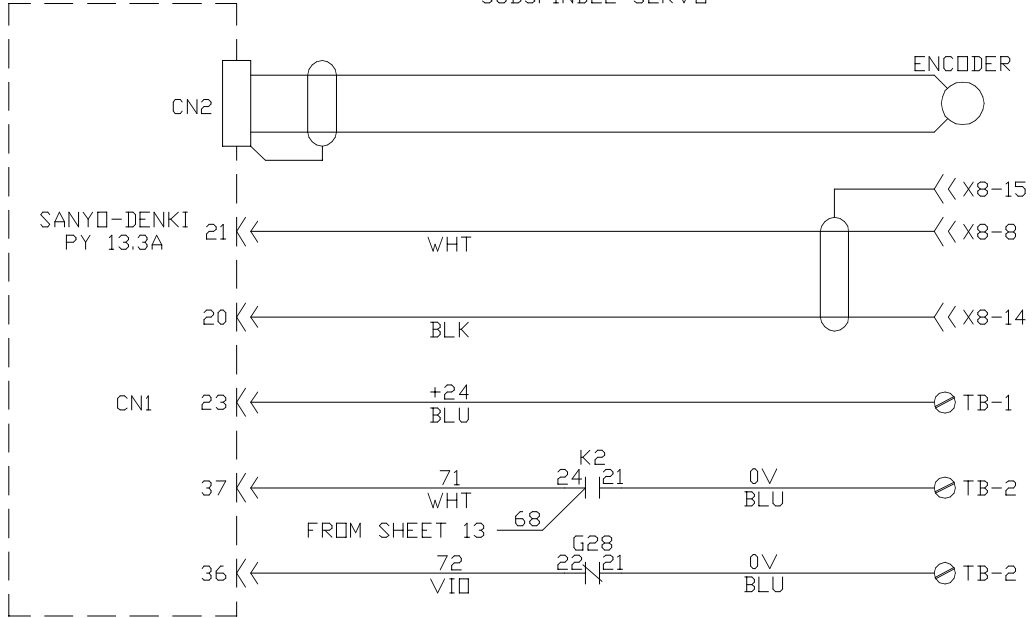 SUBSPINDLE SERVO
ENCODER
CN2
X8-15
SANYO-DENKI
PY 13.3A
21
WHT
X8-8
20
BLK
X8-14
CN1
23
+24
BLU
TB-1
K2
37
71
WHT
24
21
0V
BLU
TB-2
FROM SHEET 13
68
G28
36
72
VIO
22
21
0V
BLU
TB-2